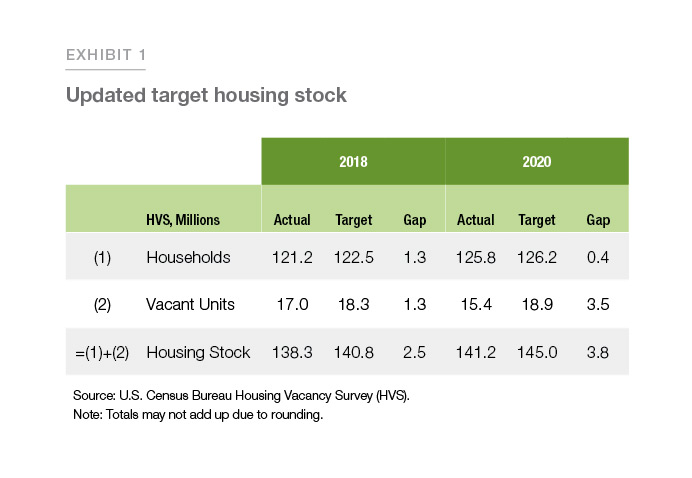 EXHIBIT 1
Updated target housing stock
2018 2020
HVS, Millions Actual Target Gap Actual Target Gap
(1) Households 121.2 122.5 1.3 125.8 126.2 0.4
(2) Vacant Units 17.0 18.3 1.3 15.4 18.9 3.5
=(1)+(2) Housing Stock 138.3 140.8 2.5 141.2 145.0 3.8
Source: U.S. Census Bureau Housing Vacancy Survey (HVS).
Note: Totals may not add up due to rounding.